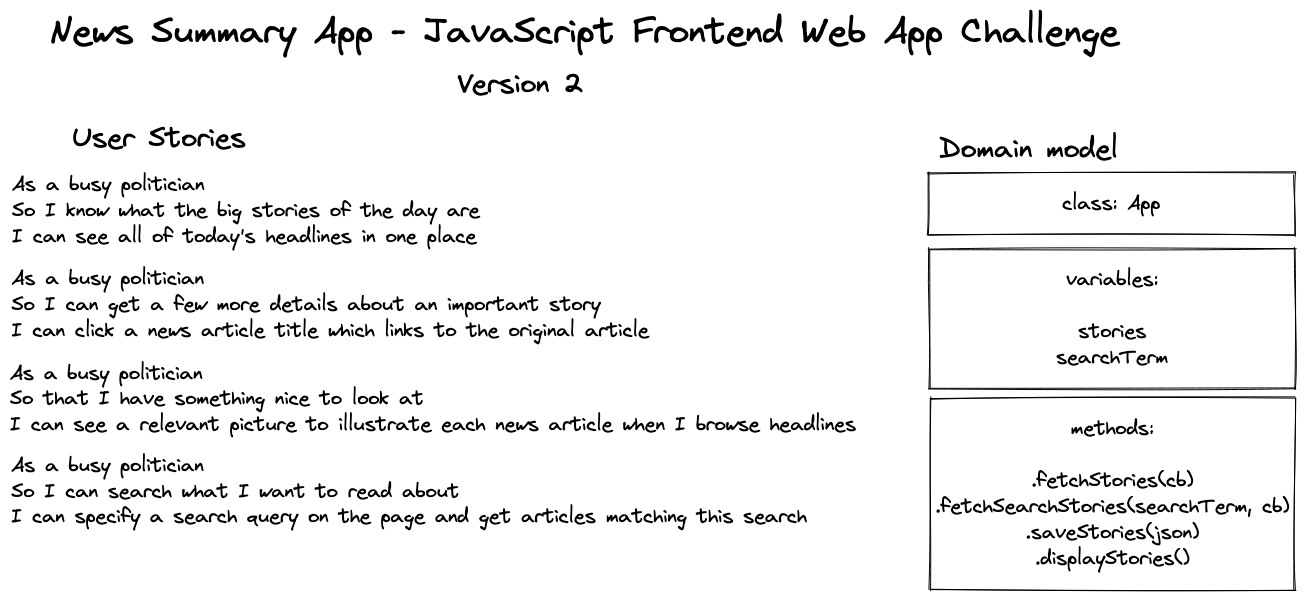 News Summary App - JavaScript Frontend Web App Challenge
Version 2
User Stories
As a busy politician
So I know what the big stories of the day are
I can see all of today's headlines in one place
As a busy politician
So I can get a few more details about an important story
I can click a news article title which links to the original article
As a busy politician
So that I have something nice to look at
I can see a relevant picture to illustrate each news article when I browse headlines
As a busy politician
So I can search what I want to read about
I can specify a search query on the page and get articles matching this search
Domain model
class: App
variables:
stories
searchTerm
methods:
.fetchStories(cb)
.fetchSearchStories(searchTerm, cb)
.saveStories(json)
.displayStories()